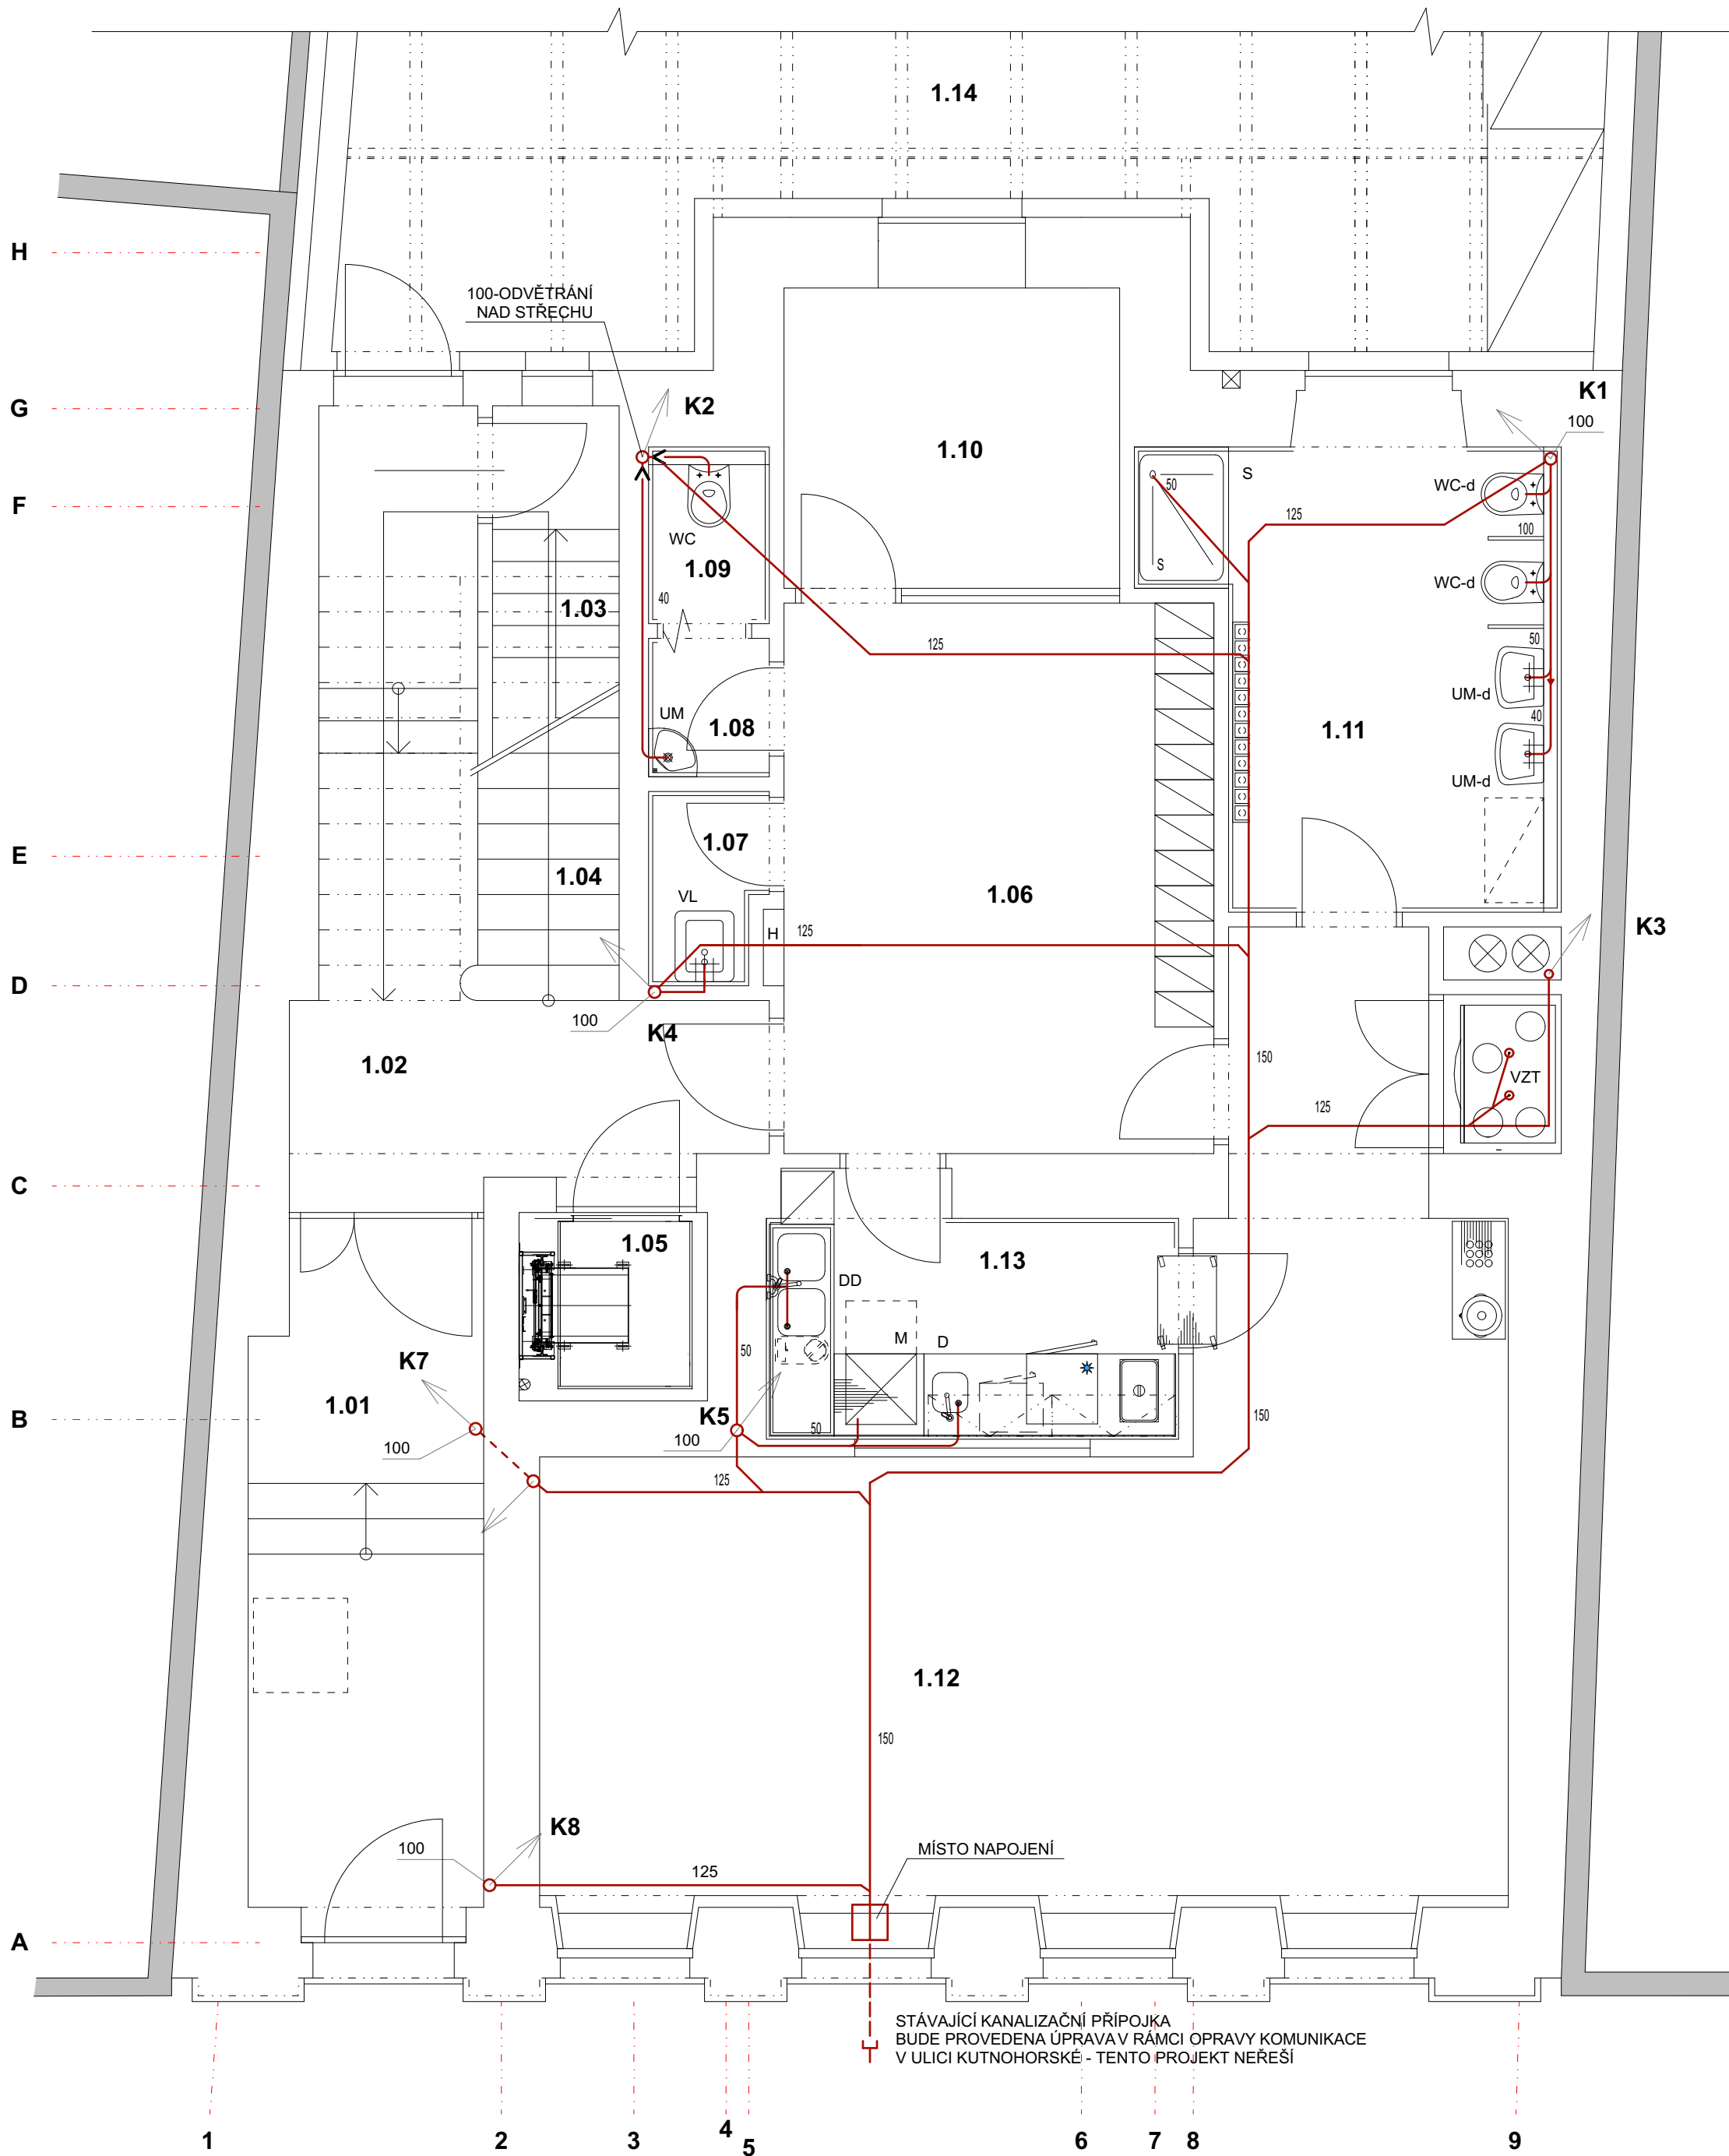 1.14
H
100-ODVĚTRÁNÍ
NAD STŘECHU
K1
K2
G
100
1.10
S
50
WC-d
F
125
100
WC
1.09
S
WC-d
40
1.03
125
50
UM-d
UM
1.08
1.11
40
UM-d
1.07
E
1.04
1.06
VL
H
125
K3
D
100
K4
1.02
150
VZT
125
C
1.05
1.13
DD
M
D
50
K7
1.01
B
K5
50
150
100
100
125
1.12
150
K8
100
125
MÍSTO NAPOJENÍ
A
STÁVAJÍCÍ KANALIZAČNÍ PŘÍPOJKA
BUDE PROVEDENA ÚPRAVA V RÁMCI OPRAVY KOMUNIKACE
V ULICI KUTNOHORSKÉ - TENTO PROJEKT NEŘEŠÍ
1
2
3
4
5
6
7
8
9